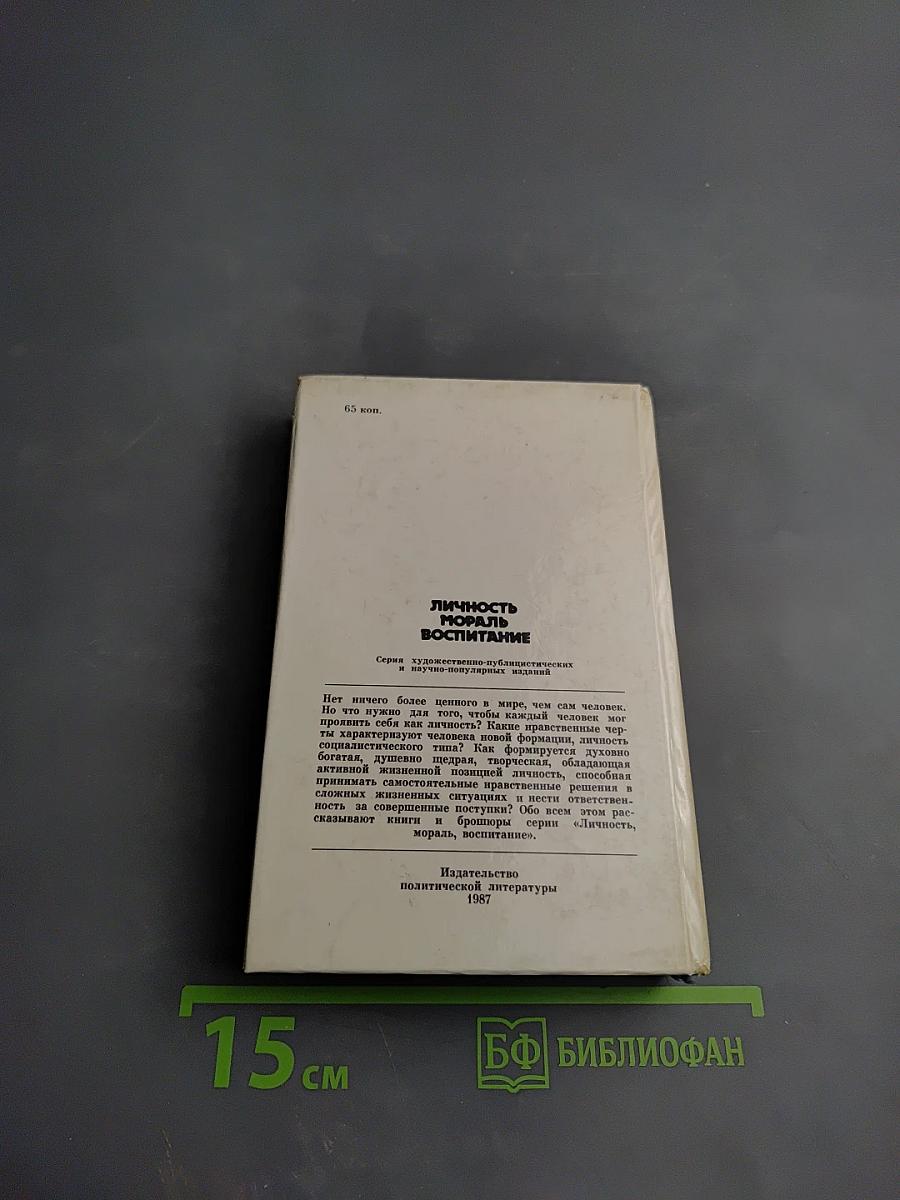 65 коп.
ЛИЧНОСТЬ
МОРАЛЬ
ВОСПИТАНИЕ
Серия художественно-публицистических
и научно-популярных изданий
Нет ничего более ценного в мире, чем сам человек.
Но что нужно для того, чтобы каждый человек мог
проявить себя как личность? Какие нравственные чер-
ты характеризуют человека новой формации, личность
социалистического типа? Как формируется духовно
богатая, душевно щедрая, творческая, обладающая
активной жизненной позицией личность, способная
принимать самостоятельные нравственные решения в
сложных жизненных ситуациях и нести ответствен-
ность за совершенные поступки? Обо всем этом рас-
сказывают книги и брошюры серии «Личность,
мораль, воспитание».
Издательство
политической литературы
1987
15 см
БФ БИБЛИОФАН